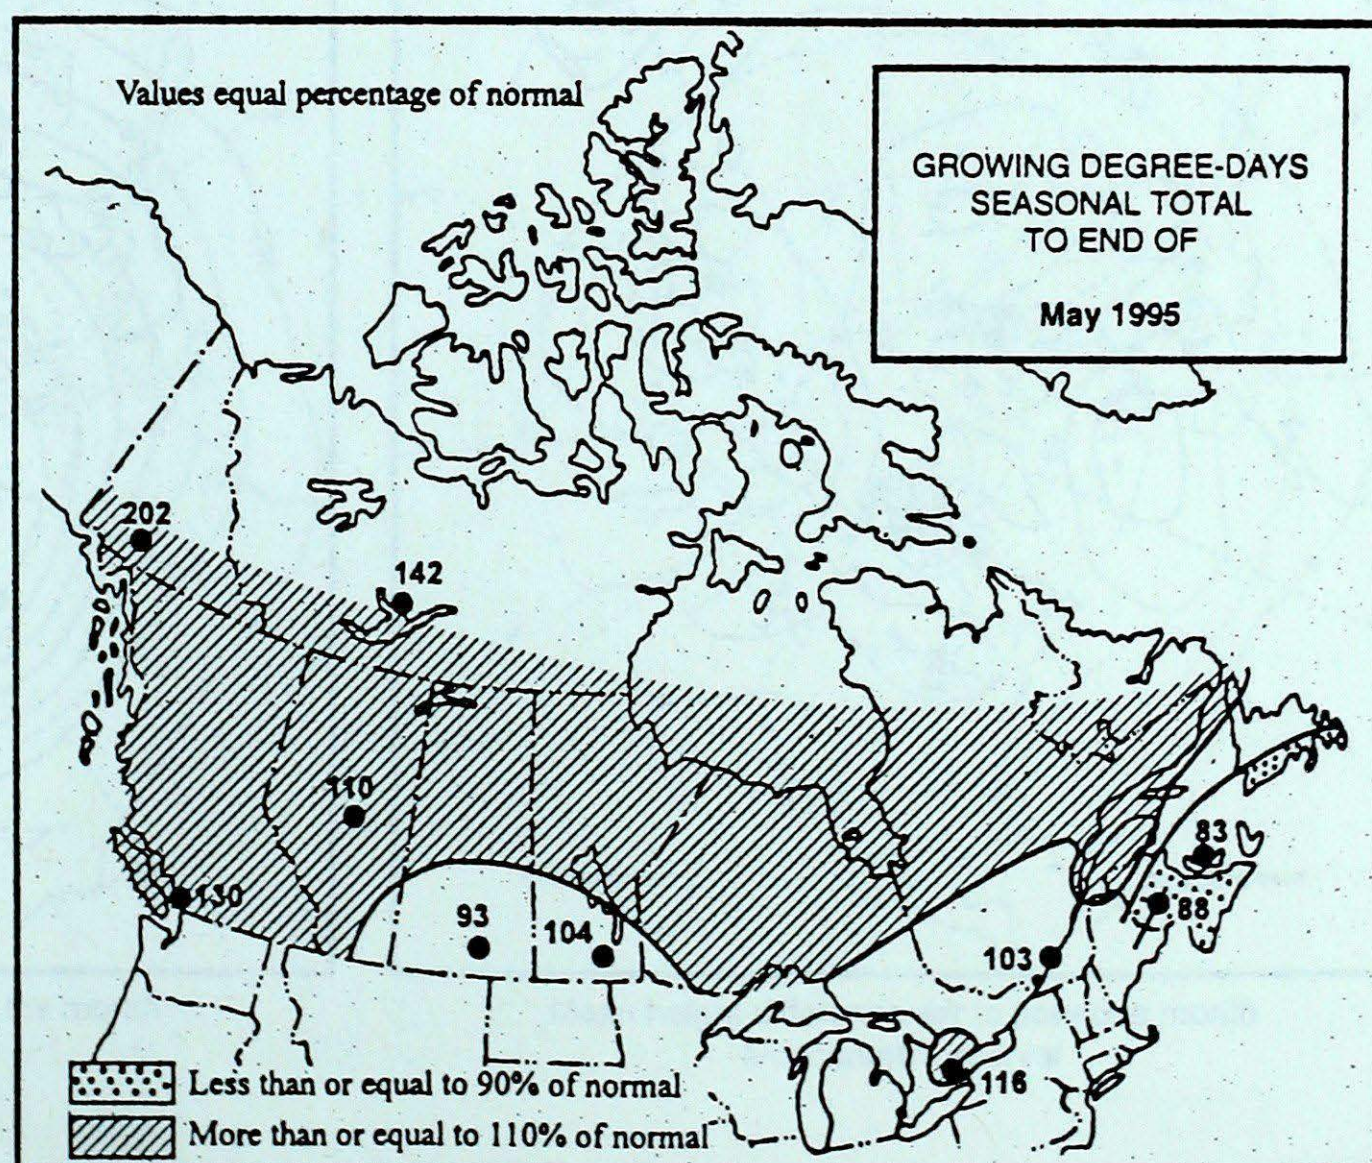 Values equal percentage of normal
GROWING DEGREE-DAYS
SEASONAL TOTAL
TO END OF
May 1995
202
142
110
130
93
104
83
88
103
116
Less than or equal to 90% of normal
More than or equal to 110% of normal